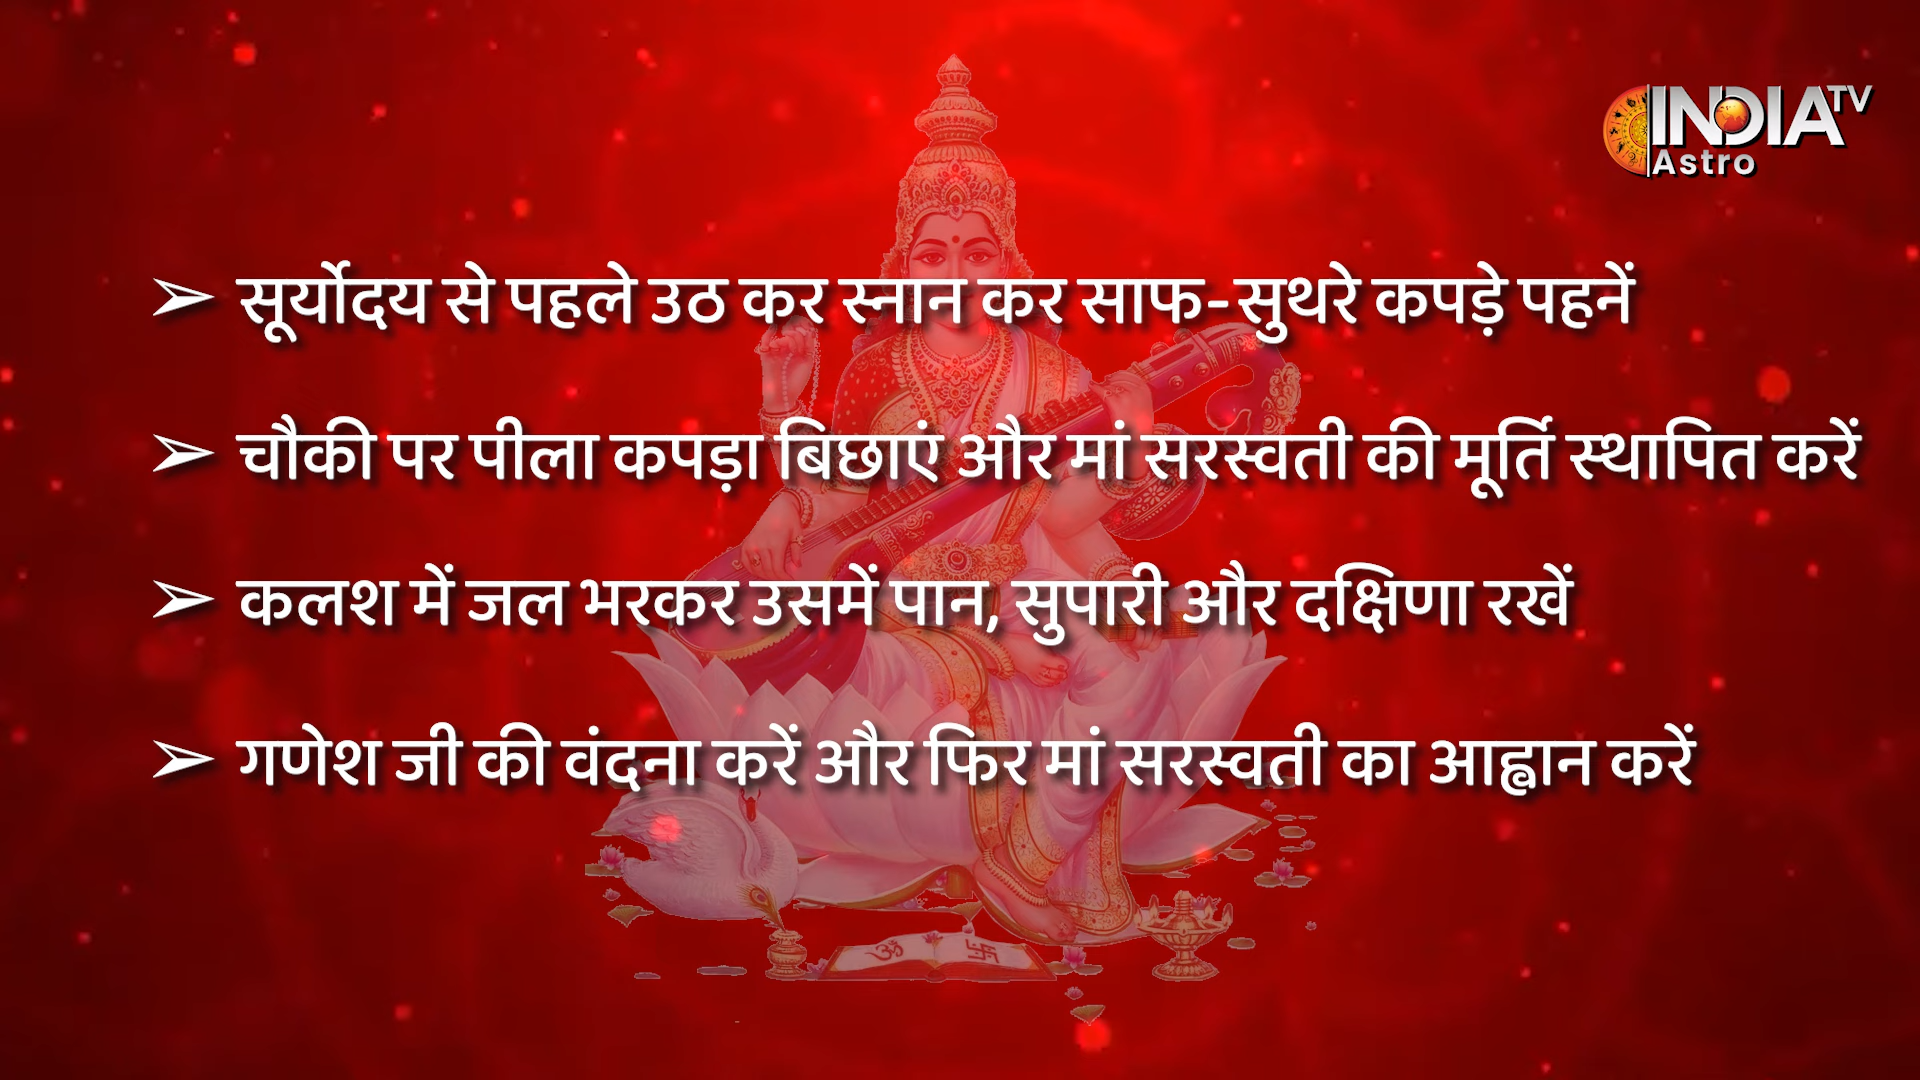 INDIA TV
Astro
➢ सूर्योदय से पहले उठ कर स्नान कर साफ-सुथरे कपड़े पहनें
➢ चौकी पर पीला कपड़ा बिछाएं और मां सरस्वती की मूर्ति स्थापित करें
➢ कलश में जल भरकर उसमें पान, सुपारी और दक्षिणा रखें
➢ गणेश जी की वंदना करें और फिर मां सरस्वती का आह्वान करें
ॐ 卐